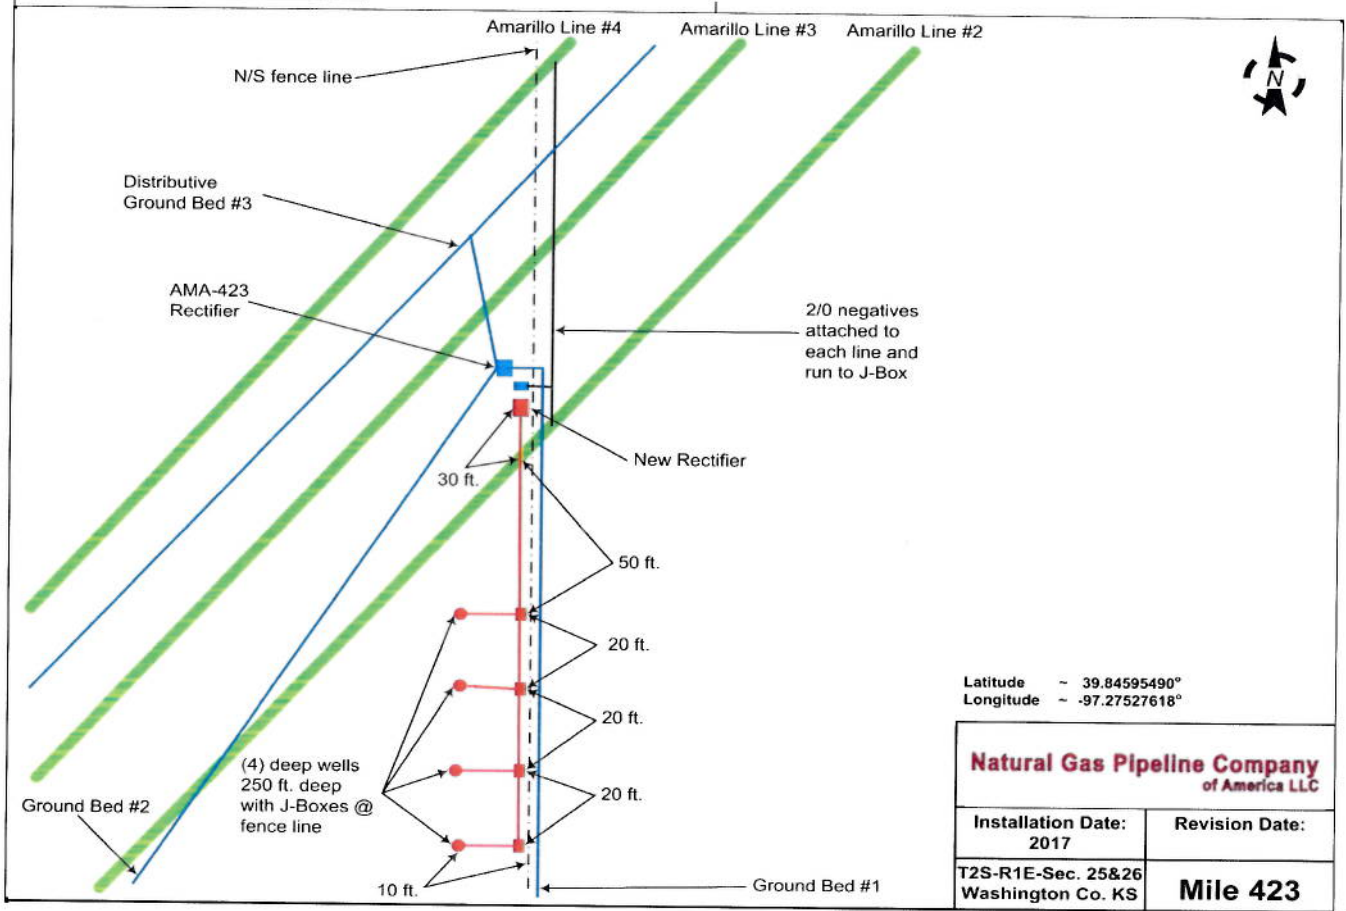 Amarillo Line #4
Amarillo Line #3
Amarillo Line #2
N/S fence line
N
Distributive
Ground Bed #3
AMA-423
Rectifier
2/0 negatives
attached to
each line and
run to J-Box
New Rectifier
30 ft.
50 ft.
20 ft.
20 ft.
20 ft.
(4) deep wells
250 ft. deep
with J-Boxes @
fence line
Ground Bed #2
10 ft.
Ground Bed #1
Latitude ~ 39.84595490°
Longitude ~ -97.27527618°
Natural Gas Pipeline Company
of America LLC
Installation Date:
2017
Revision Date:
T2S-R1E-Sec. 25&26
Washington Co. KS
Mile 423